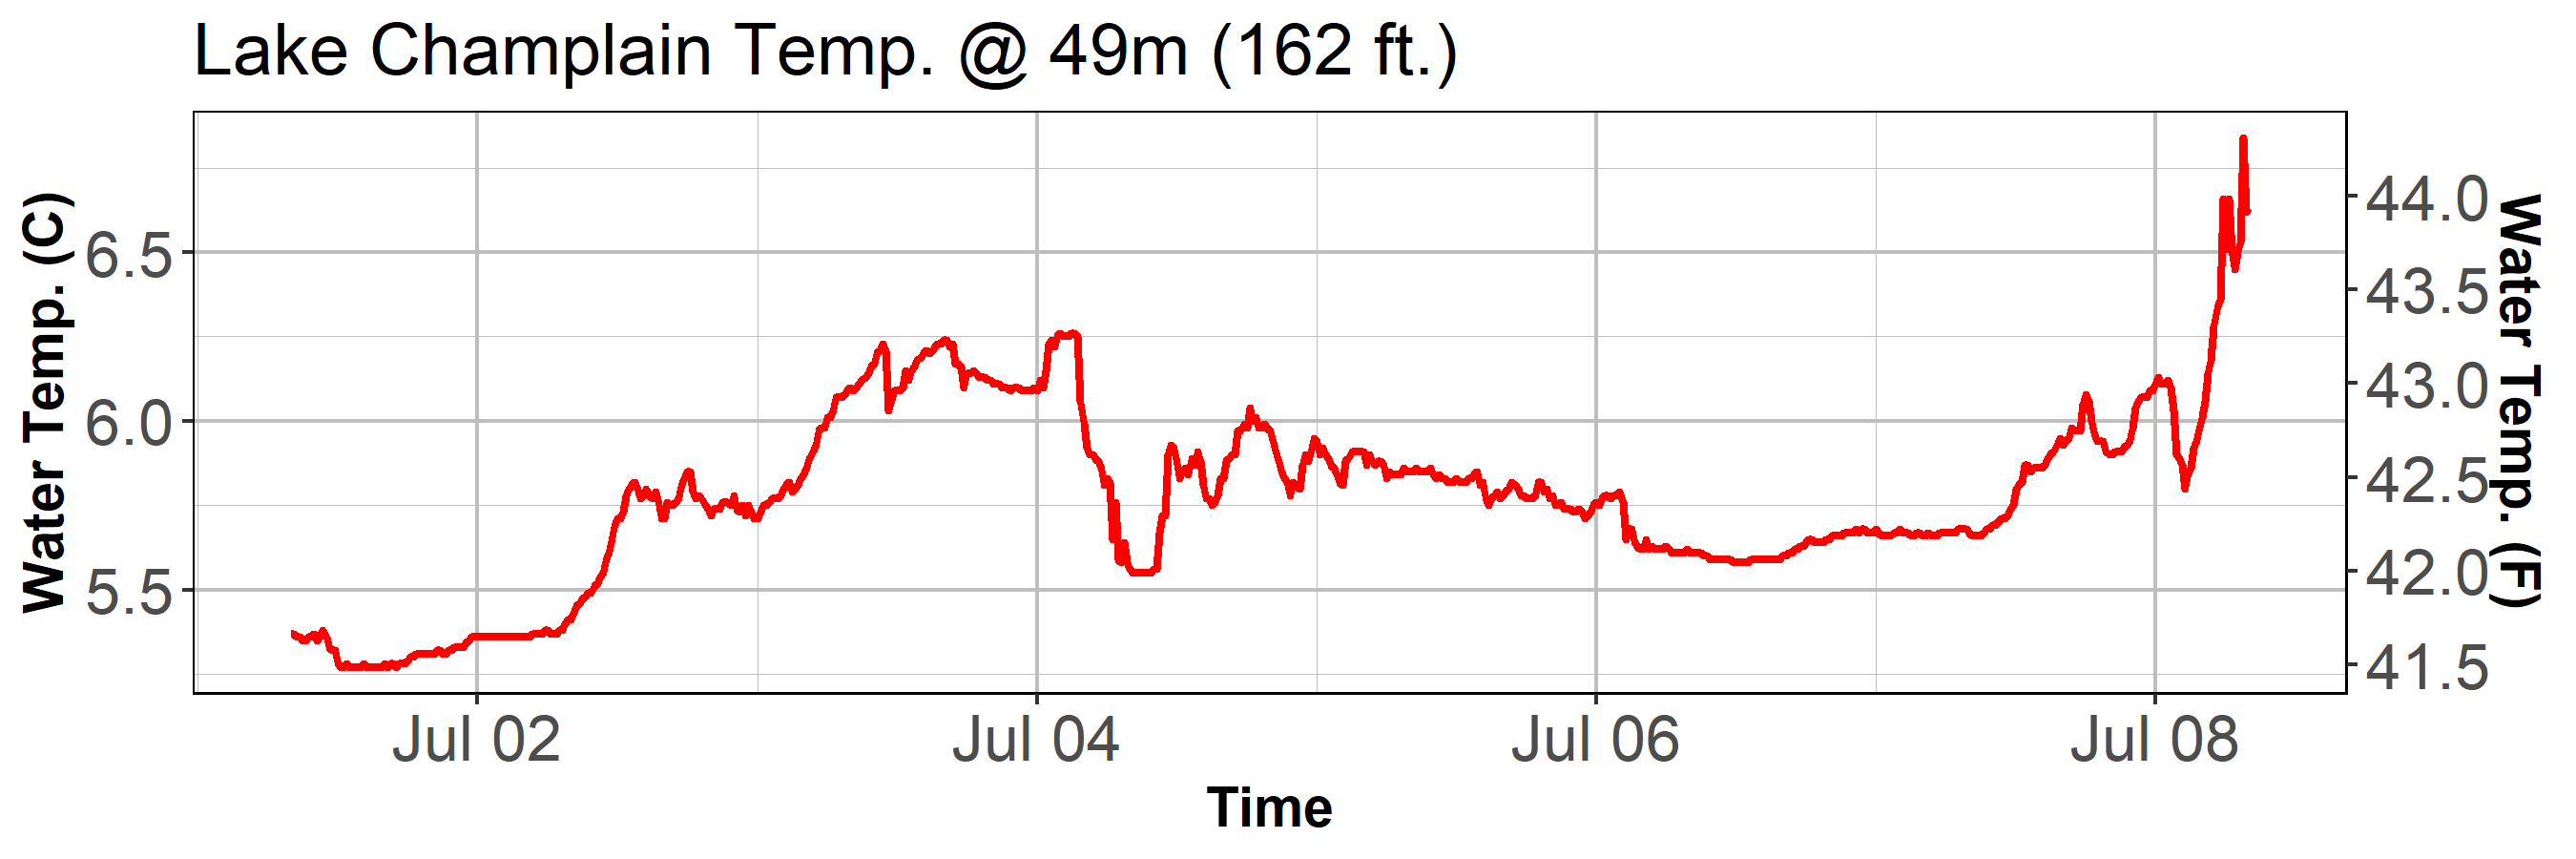 Lake Champlain Temp. @ 49m (162 ft.)
Water Temp. (C)
6.5
6.0
5.5
44.0
43.5
43.0
42.5
42.0
41.5
Water Temp. (F)
Jul 02 Jul 04 Jul 06 Jul 08
Time